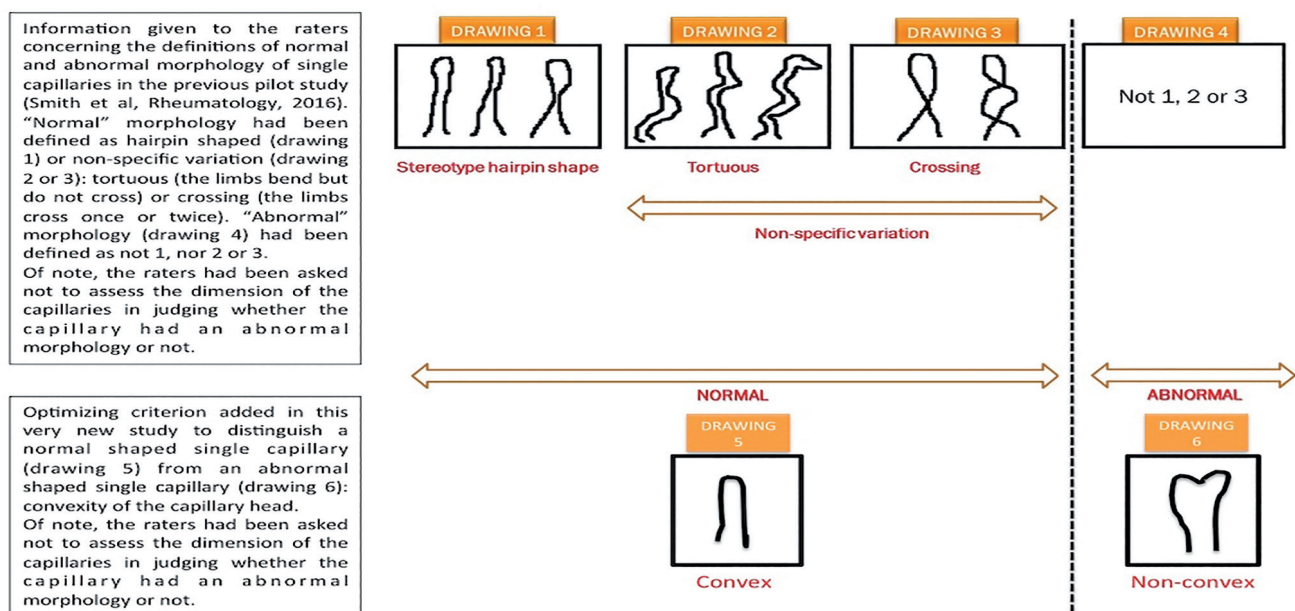 Information given to the raters
concerning the definitions of normal
and abnormal morphology of single
capillaries in the previous pilot study
(Smith et al, Rheumatology, 2016).
“Normal” morphology had been
defined as hairpin shaped (drawing
1) or non-specific variation (drawing
2 or 3): tortuous (the limbs bend but
do not cross) or crossing (the limbs
cross once or twice). “Abnormal”
morphology (drawing 4) had been
defined as not 1, nor 2 or 3.
Of note, the raters had been asked
not to assess the dimension of the
capillaries in judging whether the
capillary had an abnormal
morphology or not.
DRAWING 1
DRAWING 2
DRAWING 3
DRAWING 4
Not 1, 2 or 3
Stereotype hairpin shape
Tortuous
Crossing
Non-specific variation
NORMAL
ABNORMAL
Optimizing criterion added in this
very new study to distinguish a
normal shaped single capillary
(drawing 5) from an abnormal
shaped single capillary (drawing 6):
convexity of the capillary head.
Of note, the raters had been asked
not to assess the dimension of the
capillaries in judging whether the
capillary had an abnormal
morphology or not.
DRAWING
5
DRAWING
6
Convex
Non-convex